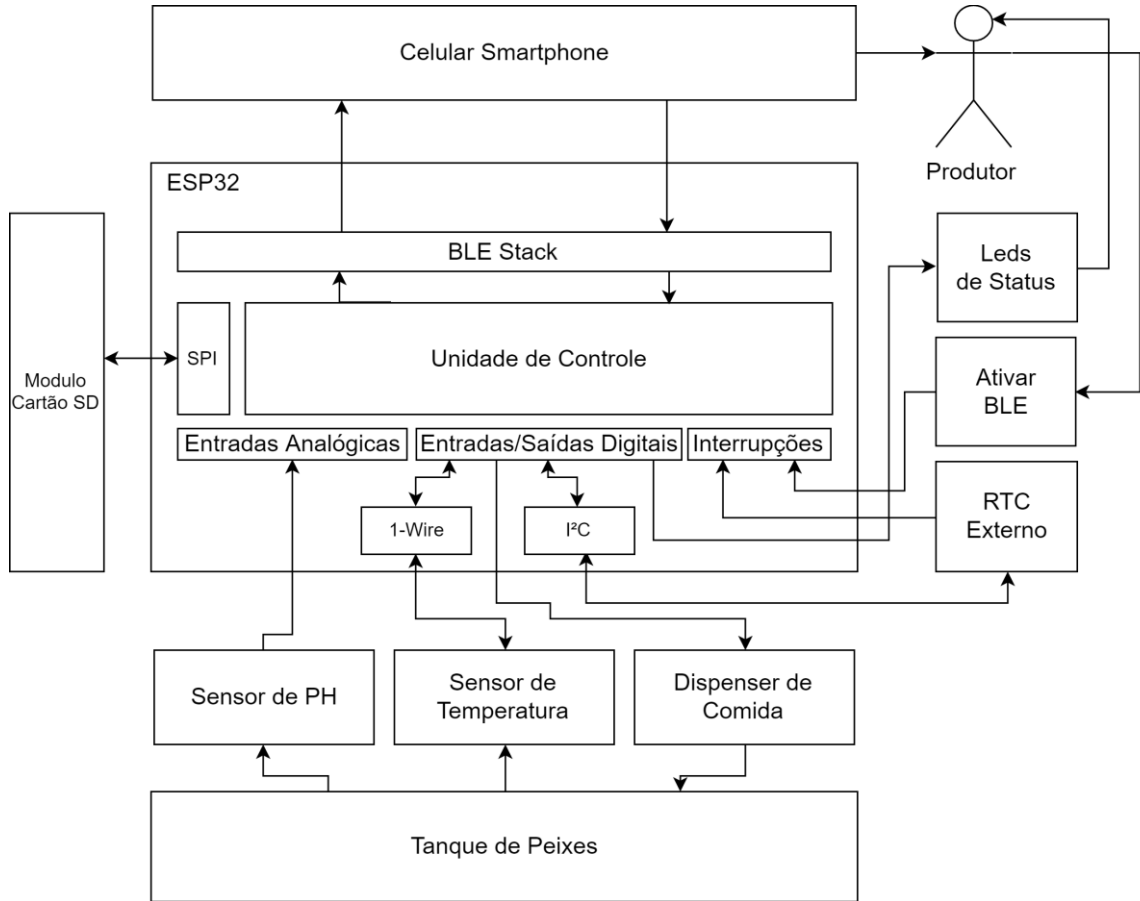 Celular Smartphone
Produtor
ESP32
BLE Stack
Leds
de Status
SPI
Unidade de Controle
Modulo
Cartão SD
Ativar
BLE
Entradas Analógicas
Entradas/Saídas Digitais
Interrupções
1-Wire
I²C
RTC
Externo
Sensor de PH
Sensor de
Temperatura
Dispenser de
Comida
Tanque de Peixes